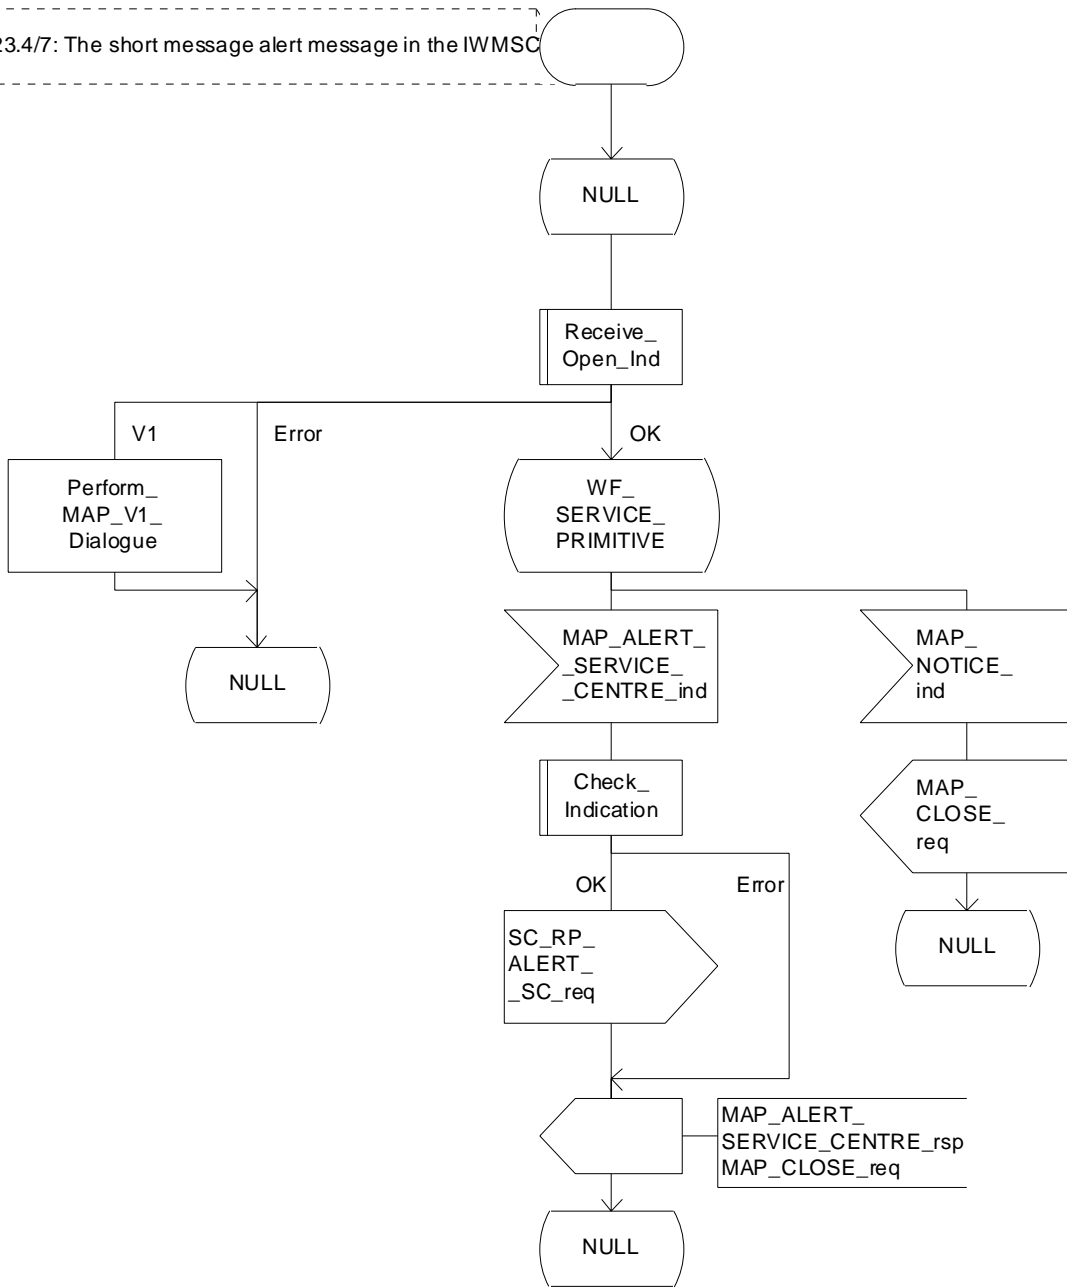 23.4/7: The short message alert message in the IWMSC
NULL
Receive_
Open_Ind
V1
Error
OK
Perform_
MAP_V1_
Dialogue
WF_
SERVICE_
PRIMITIVE
NULL
MAP_ALERT_
_SERVICE_
_CENTRE_ind
MAP_
NOTICE_
ind
Check_
Indication
MAP_
CLOSE_
req
OK
Error
SC_RP_
ALERT_
_SC_req
NULL
MAP_ALERT_
SERVICE_CENTRE_rsp
MAP_CLOSE_req
NULL